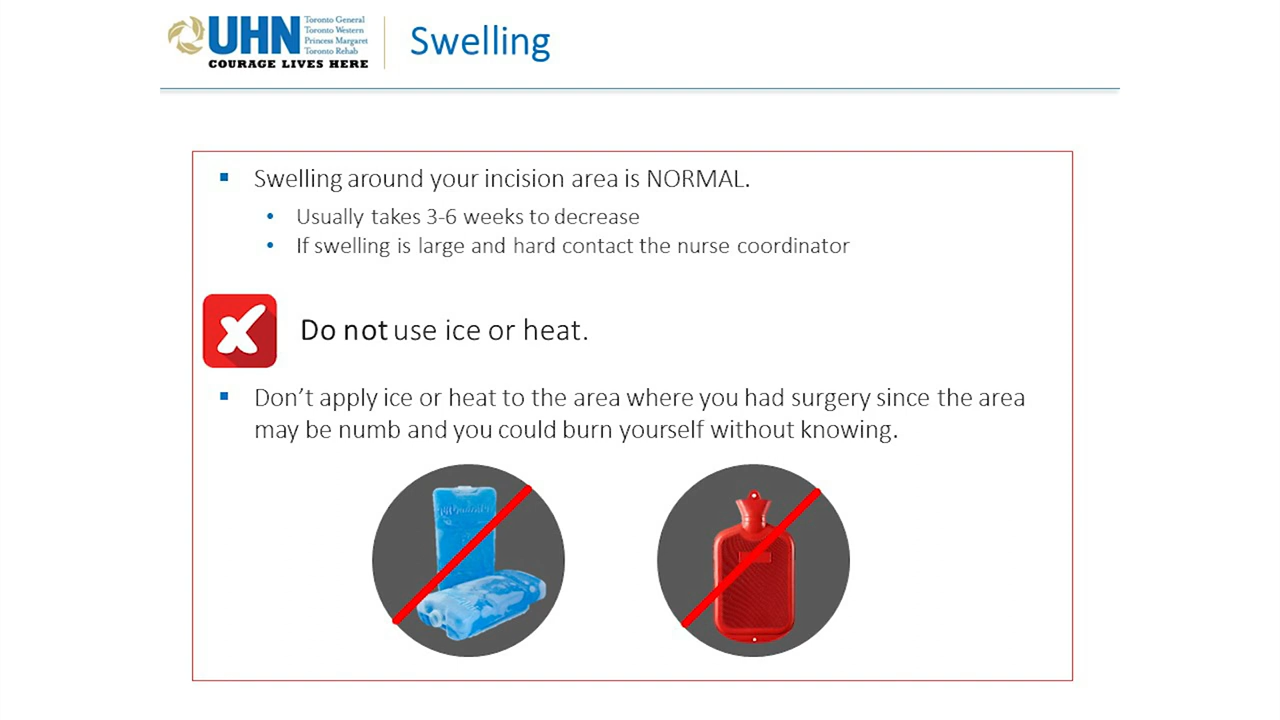 UHN
Toronto General
Toronto Western
Princess Margaret
Toronto Rehab
COURAGE LIVES HERE
Swelling
Swelling around your incision area is NORMAL.
Usually takes 3-6 weeks to decrease
If swelling is large and hard contact the nurse coordinator
Do not use ice or heat.
Don't apply ice or heat to the area where you had surgery since the area
may be numb and you could burn yourself without knowing.